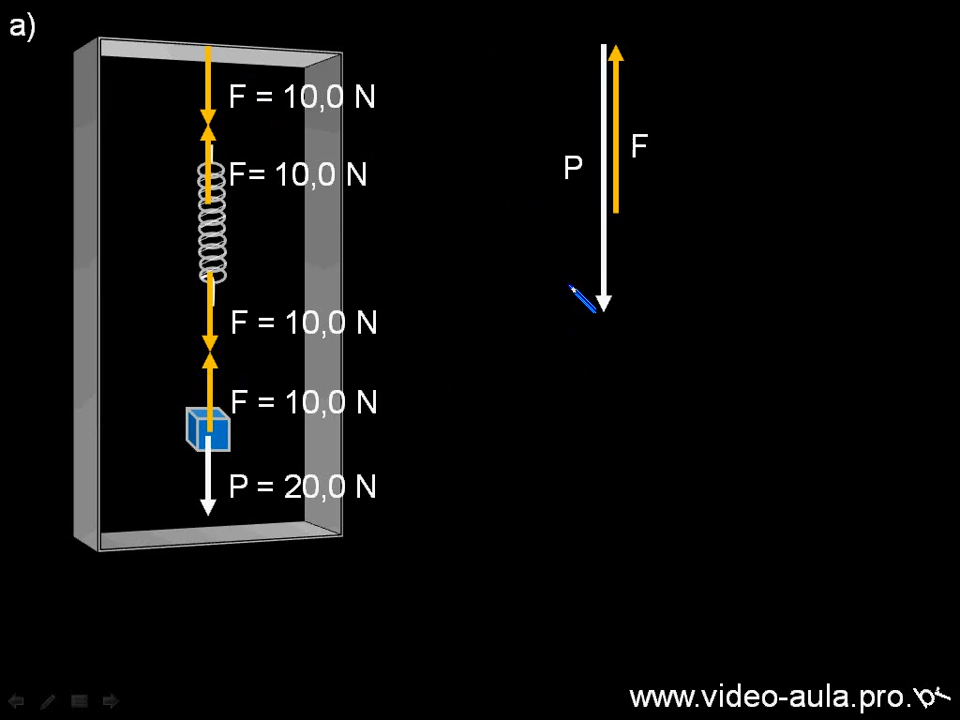 a)
F = 10,0 N
F= 10,0 N
F = 10,0 N
F = 10,0 N
P = 20,0 N
P
F
www.video-aula.pro.br